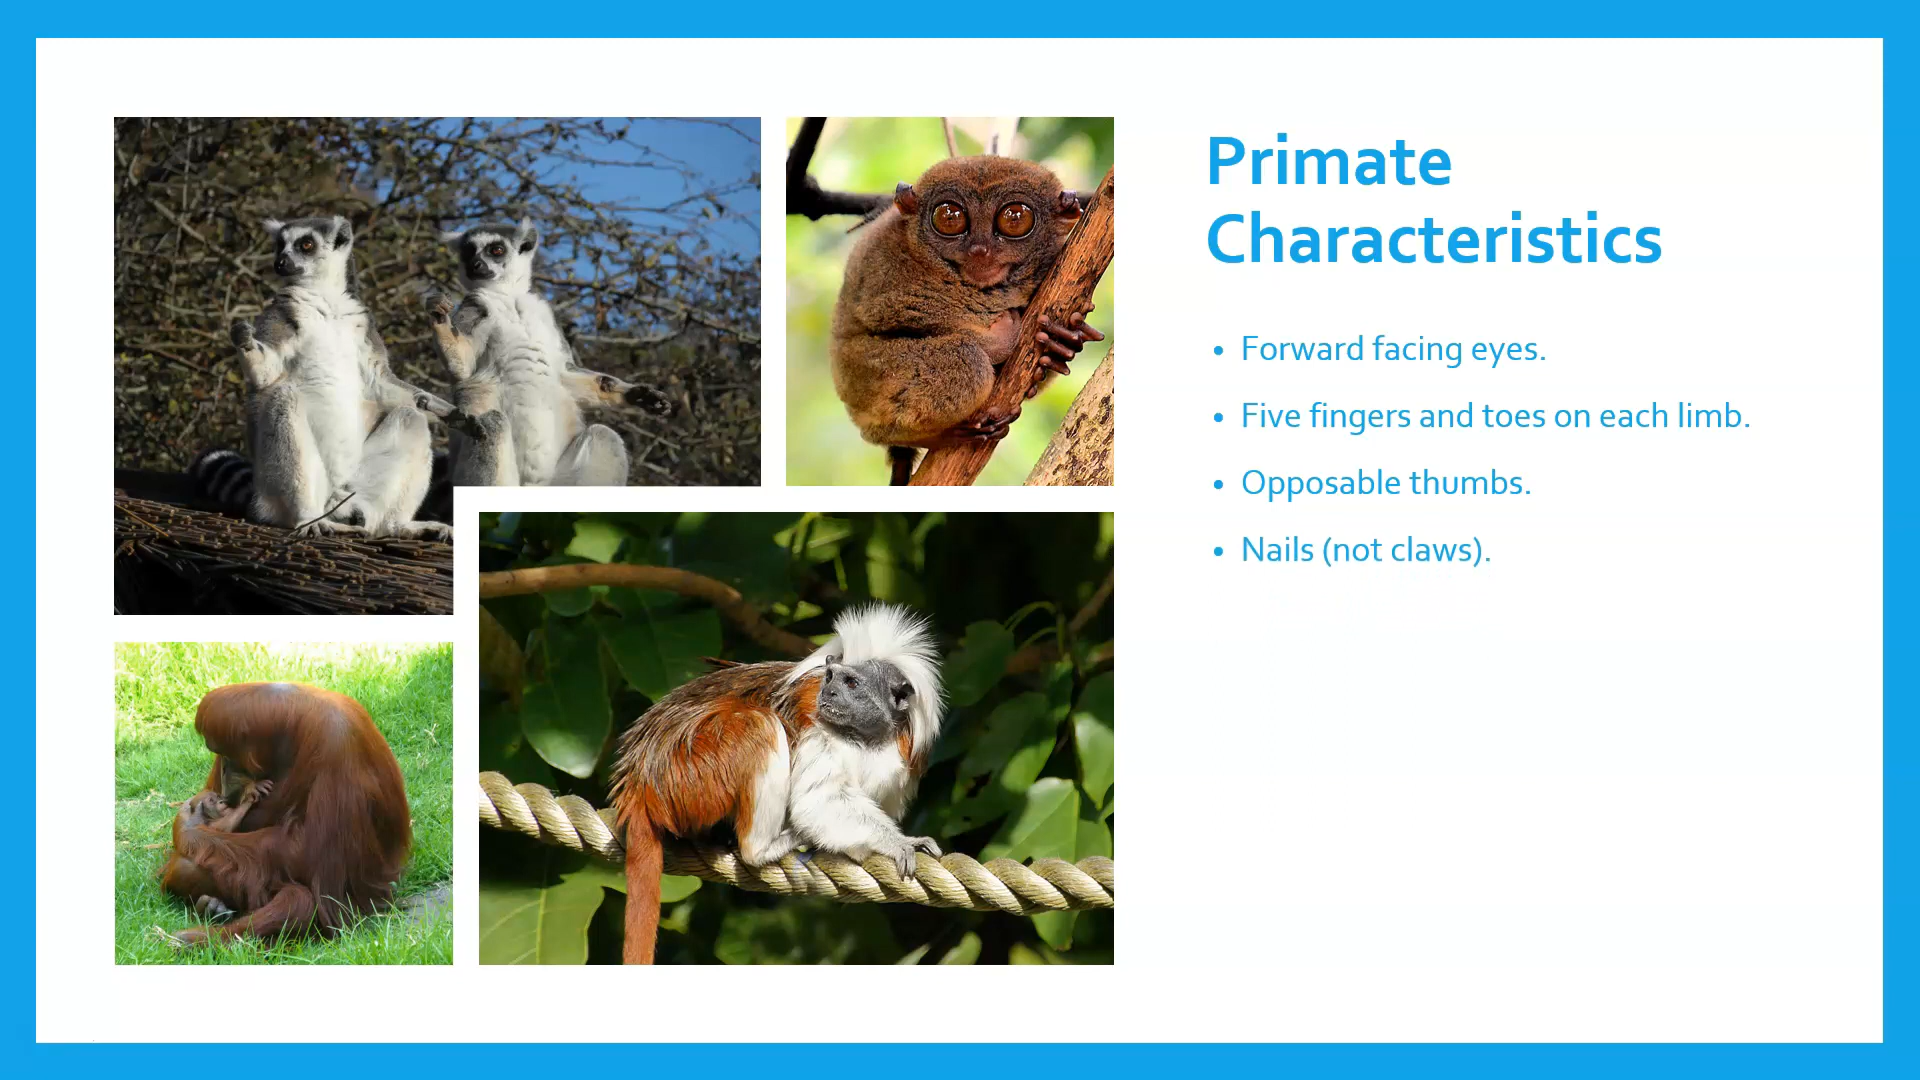 Primate
Characteristics
• Forward facing eyes.
• Five fingers and toes on each limb.
• Opposable thumbs.
• Nails (not claws).